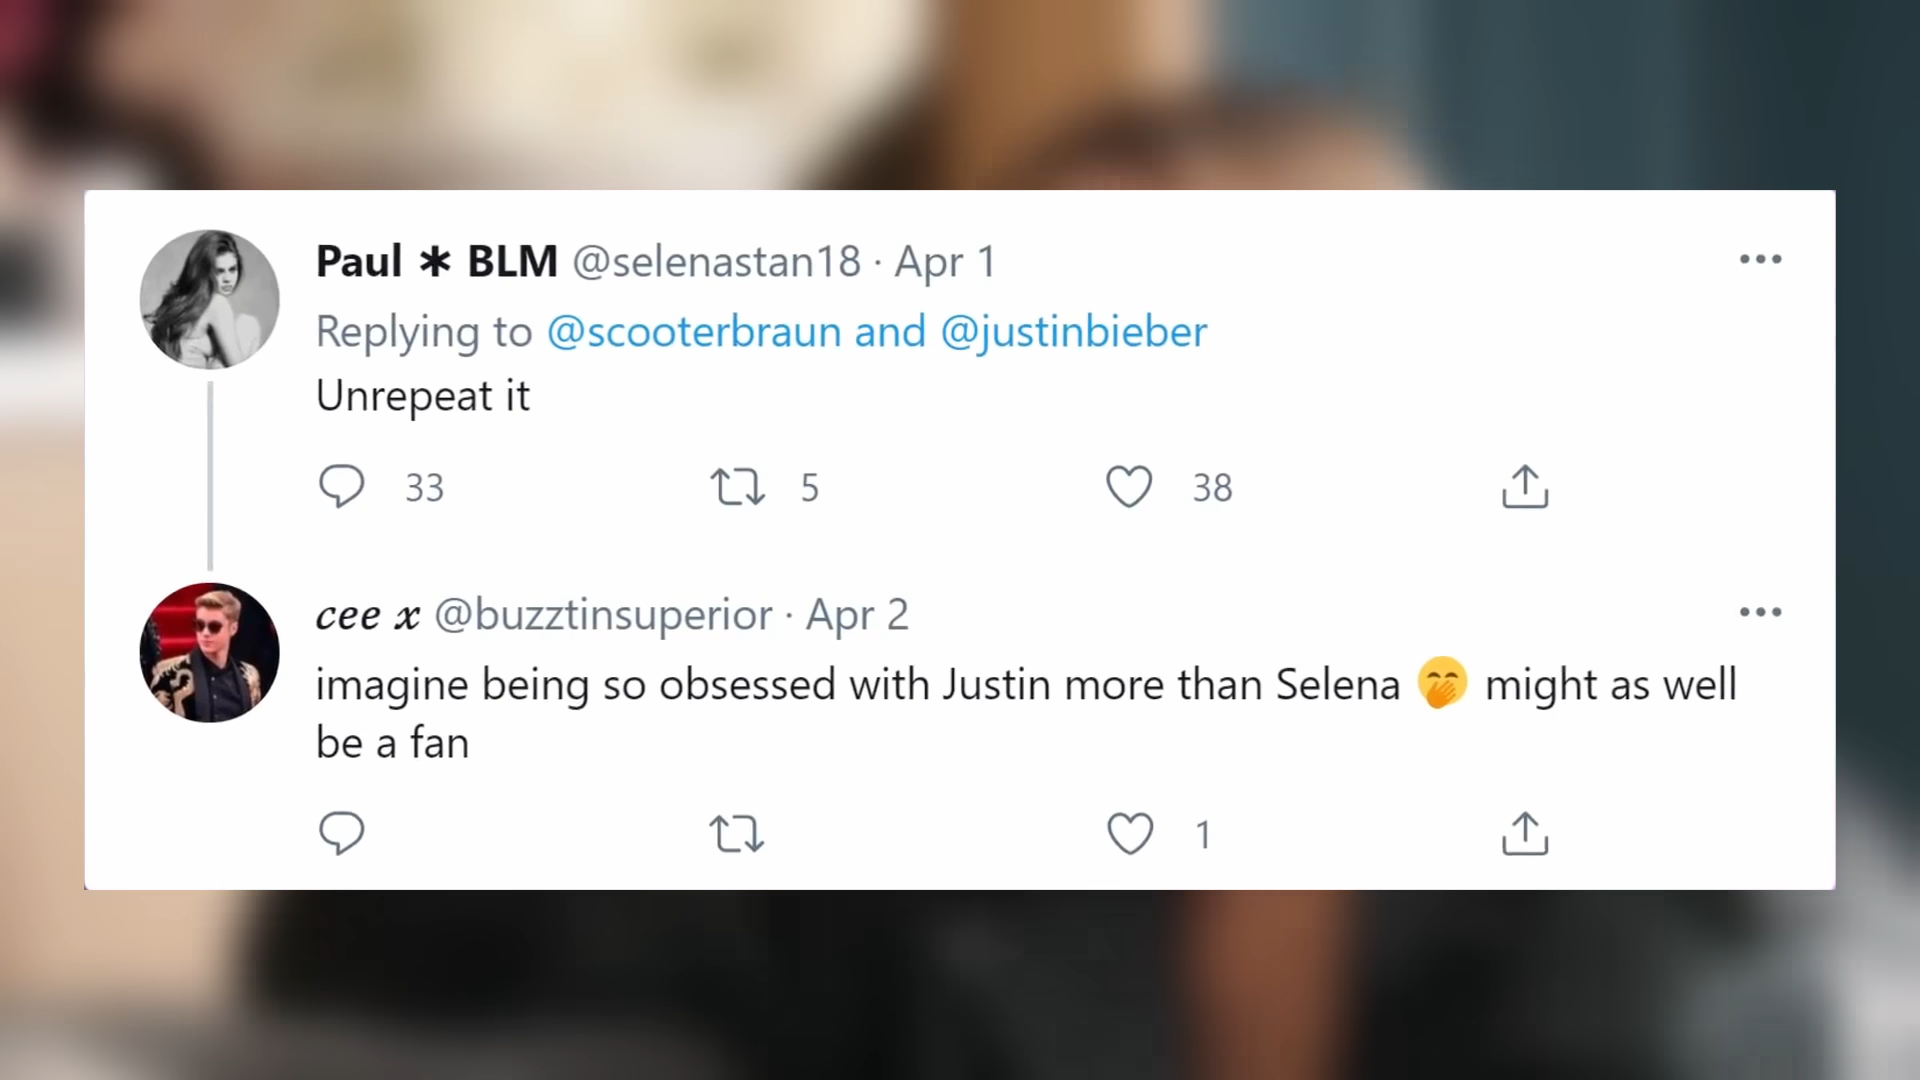 Paul ✱ BLM @selenastan18 · Apr 1
Replying to @scooterbraun and @justinbieber
Unrepeat it
33 5 38
cee x @buzztinsuperior · Apr 2
imagine being so obsessed with Justin more than Selena 🤭 might as well
be a fan
1